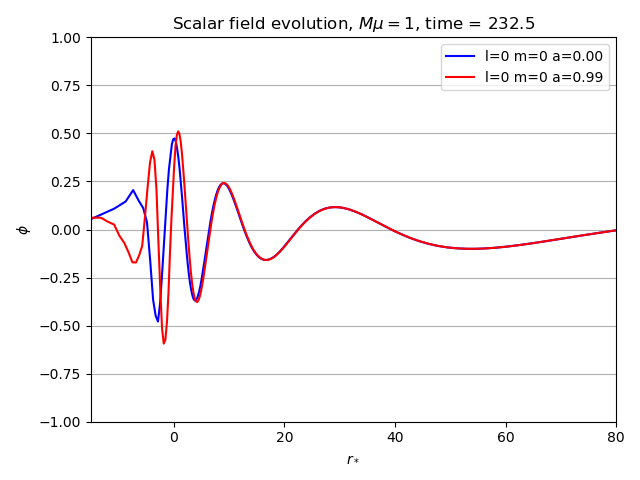 Scalar field evolution, Mμ = 1, time = 232.5
1.00
0.75
0.50
0.25
0.00
−0.25
−0.50
−0.75
−1.00
ϕ
l=0 m=0 a=0.00
l=0 m=0 a=0.99
0 20 40 60 80
r*